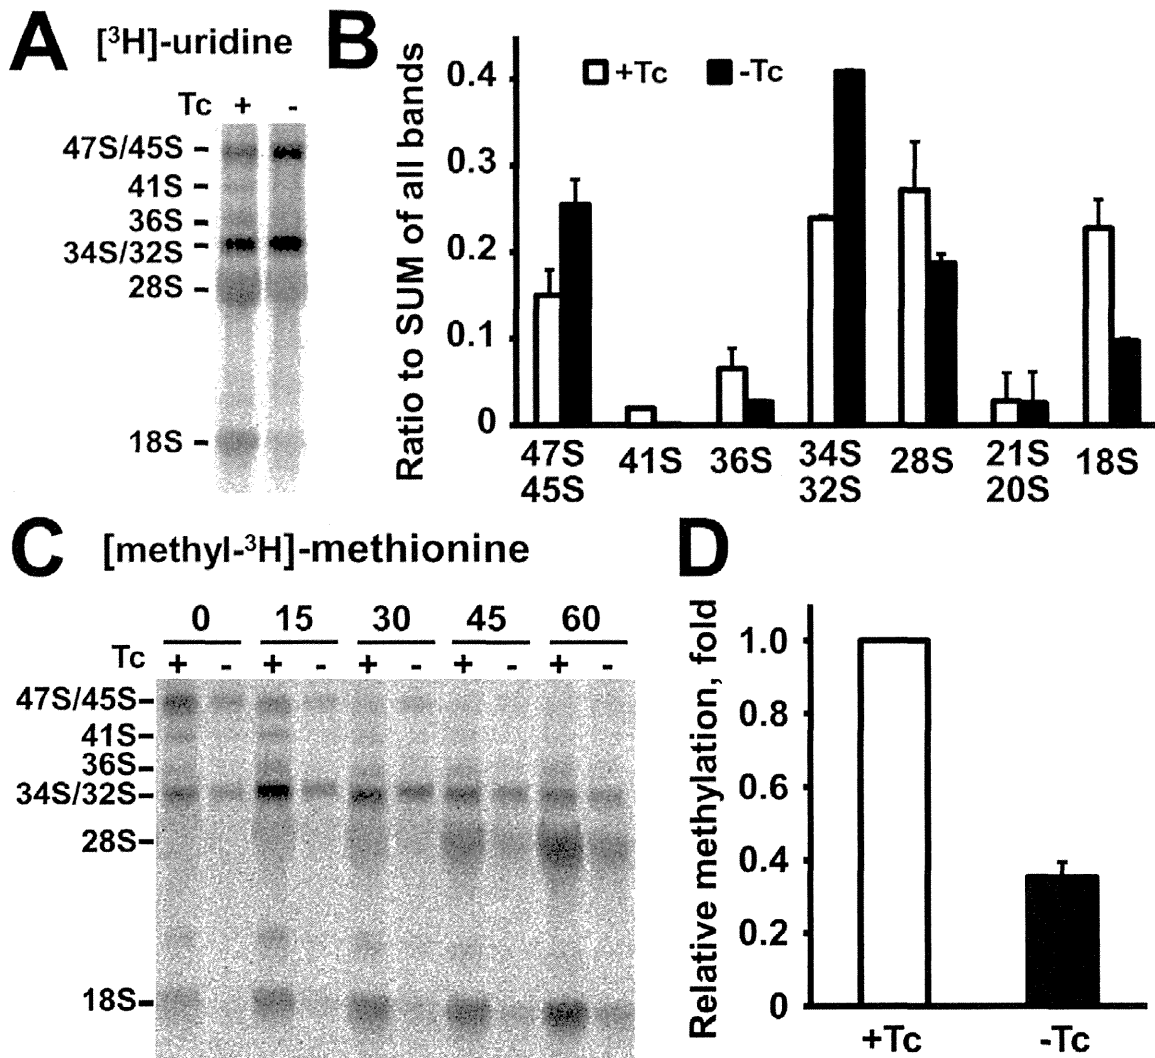 A [³H]-uridine
Tc + -
47S/45S
41S
36S
34S/32S
28S
18S
B
Ratio to SUM of all bands
+Tc -Tc
0.4
0.3
0.2
0.1
0
47S 41S 36S 34S 28S 21S 18S
45S 32S 20S
C [methyl-³H]-methionine
0 15 30 45 60
Tc + - + - + - + - + -
47S/45S
41S
36S
34S/32S
28S
18S
D
Relative methylation, fold
1.0
0.8
0.6
0.4
0.2
0
+Tc -Tc